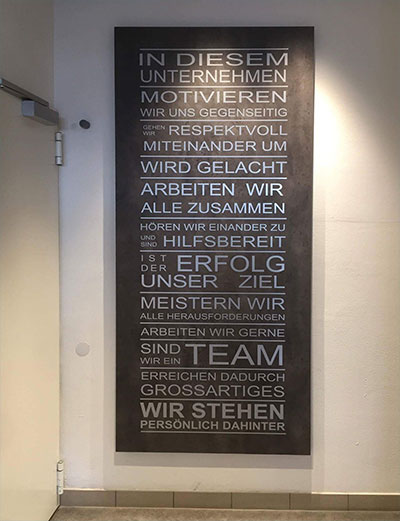 IN DIESEM
UNTERNEHMEN
MOTIVIEREN
WIR UNS GEGENSEITIG
GEHEN WIR RESPEKTVOLL
MITEINANDER UM
WIRD GELACHT
ARBEITEN WIR
ALLE ZUSAMMEN
HÖREN WIR EINANDER ZU
UND SIND HILFSBEREIT
IST DER ERFOLG
UNSER ZIEL
MEISTERN WIR
ALLE HERAUSFORDERUNGEN
ARBEITEN WIR GERNE
SIND WIR EIN TEAM
ERREICHEN DADURCH
GROSSARTIGES
WIR STEHEN
PERSÖNLICH DAHINTER